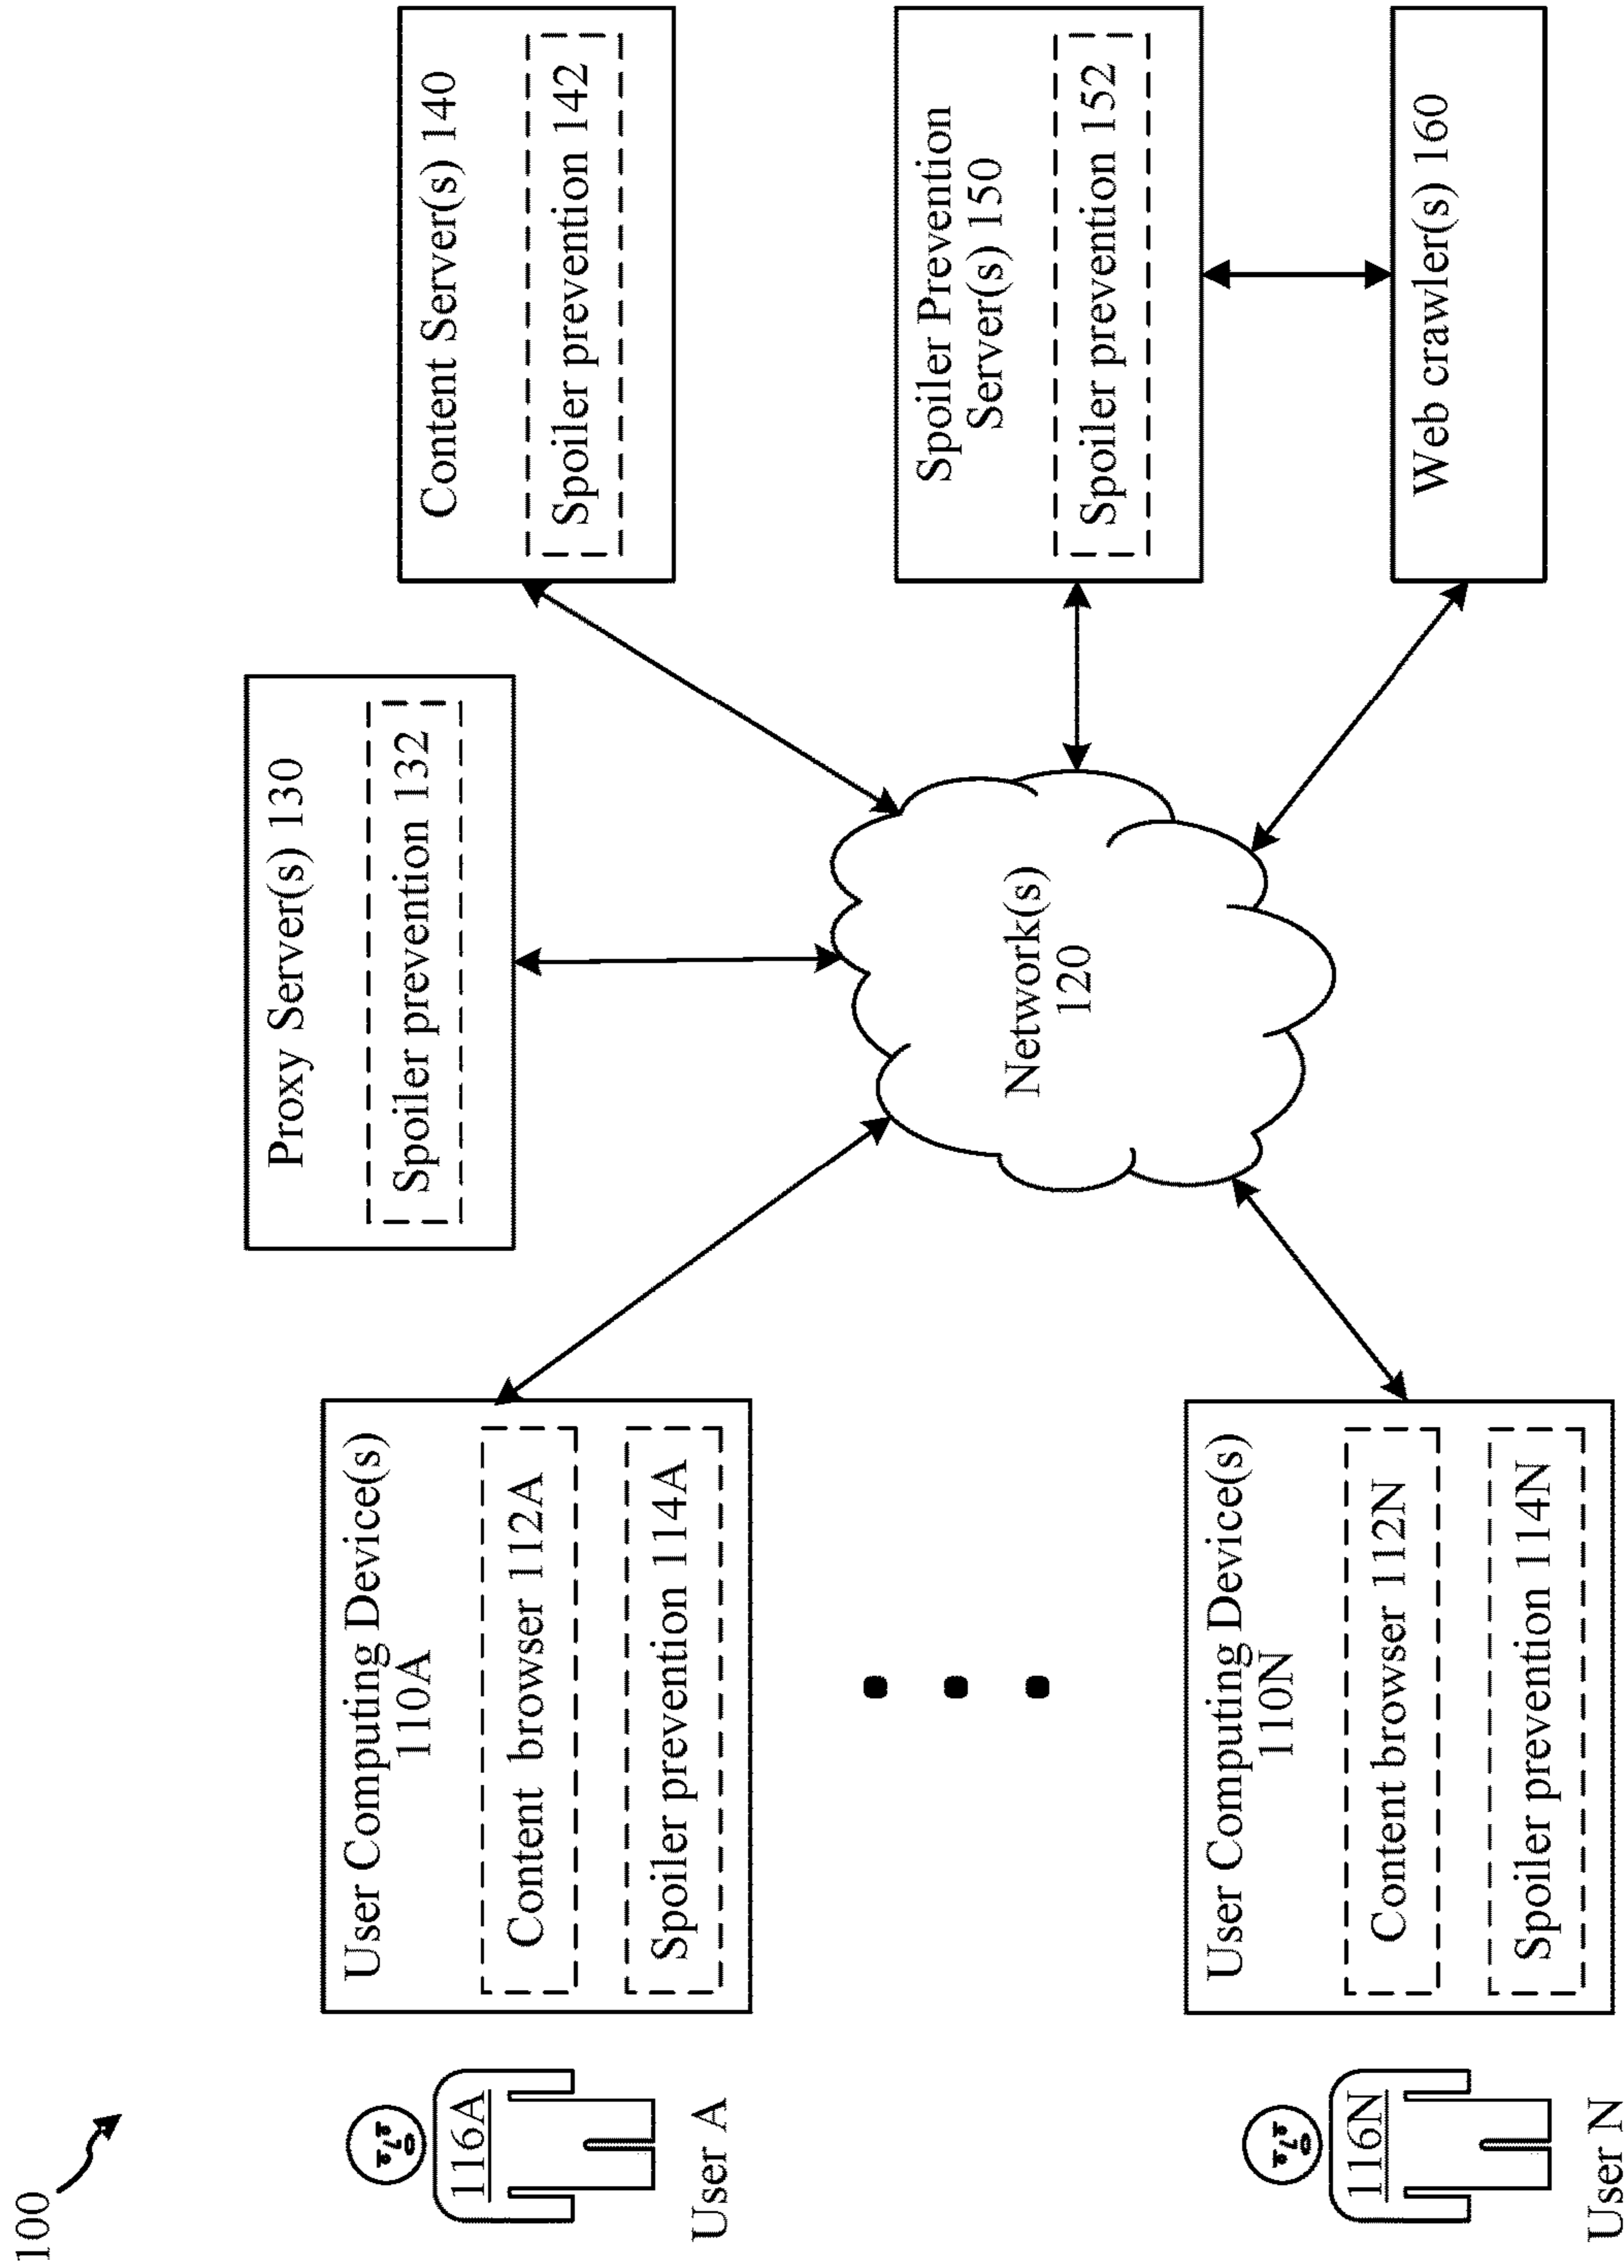 100
Proxy Server(s) 130
Spoiler prevention 132
User Computing Device(s)
110A
Content browser 112A
Spoiler prevention 114A
116A
User A
Content Server(s) 140
Spoiler prevention 142
Networks(s)
120
Spoiler Prevention
Server(s) 150
Spoiler prevention 152
User Computing Device(s)
110N
Content browser 112N
Spoiler prevention 114N
116N
User N
Web crawler(s) 160